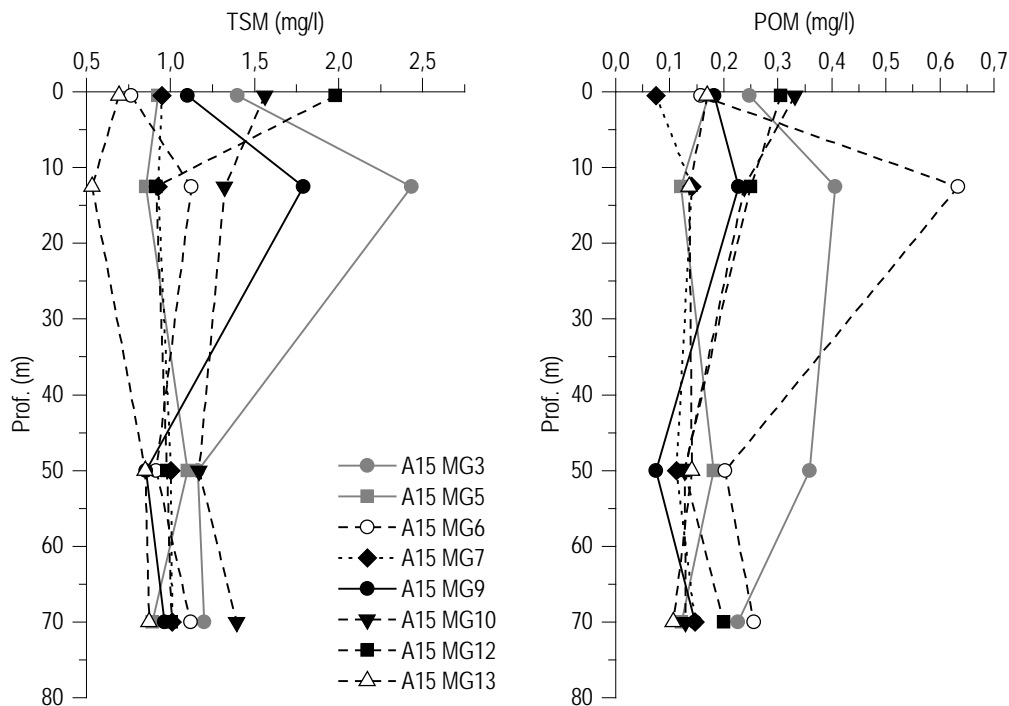 TSM (mg/l)
0,5 1,0 1,5 2,0 2,5
0
10
20
30
40
50
60
70
80
Prof. (m)
A15 MG3
A15 MG5
A15 MG6
A15 MG7
A15 MG9
A15 MG10
A15 MG12
A15 MG13
POM (mg/l)
0,0 0,1 0,2 0,3 0,4 0,5 0,6 0,7
0
10
20
30
40
50
60
70
80
Prof. (m)